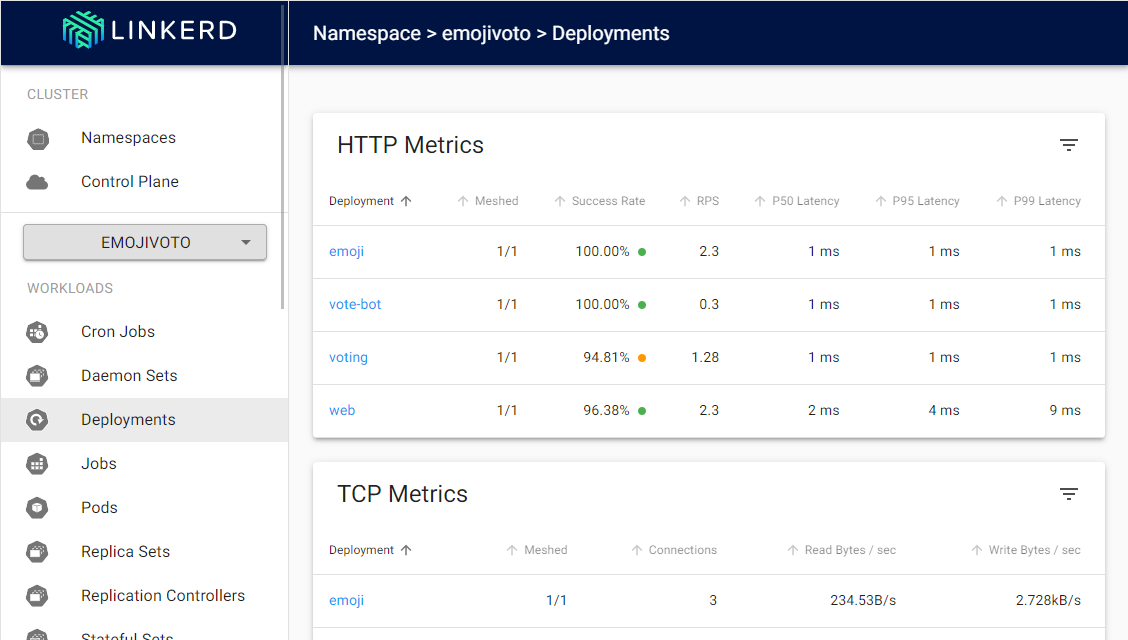 LINKERD
Namespace > emojivoto > Deployments
CLUSTER
Namespaces
Control Plane
EMOJIVOTO
WORKLOADS
Cron Jobs
Daemon Sets
Deployments
Jobs
Pods
Replica Sets
Replication Controllers
Stateful Sets
HTTP Metrics
Deployment Meshed Success Rate RPS P50 Latency P95 Latency P99 Latency
emoji 1/1 100.00% 2.3 1 ms 1 ms 1 ms
vote-bot 1/1 100.00% 0.3 1 ms 1 ms 1 ms
voting 1/1 94.81% 1.28 1 ms 1 ms 1 ms
web 1/1 96.38% 2.3 2 ms 4 ms 9 ms
TCP Metrics
Deployment Meshed Connections Read Bytes / sec Write Bytes / sec
emoji 1/1 3 234.53B/s 2.728kB/s